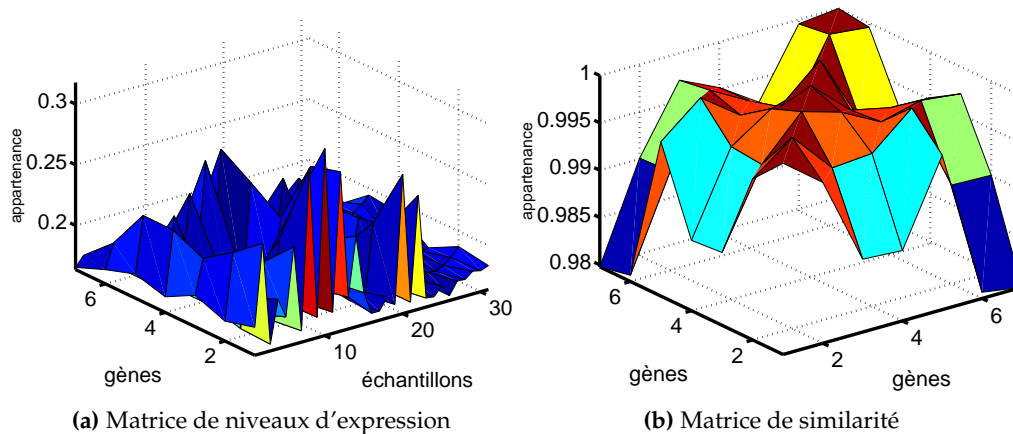 appartenance
0.3
0.25
0.2
6
4
2
gènes
10
20
30
échantillons
(a) Matrice de niveaux d'expression
appartenance
1
0.995
0.99
0.985
0.98
6
4
2
gènes
2
4
6
gènes
(b) Matrice de similarité